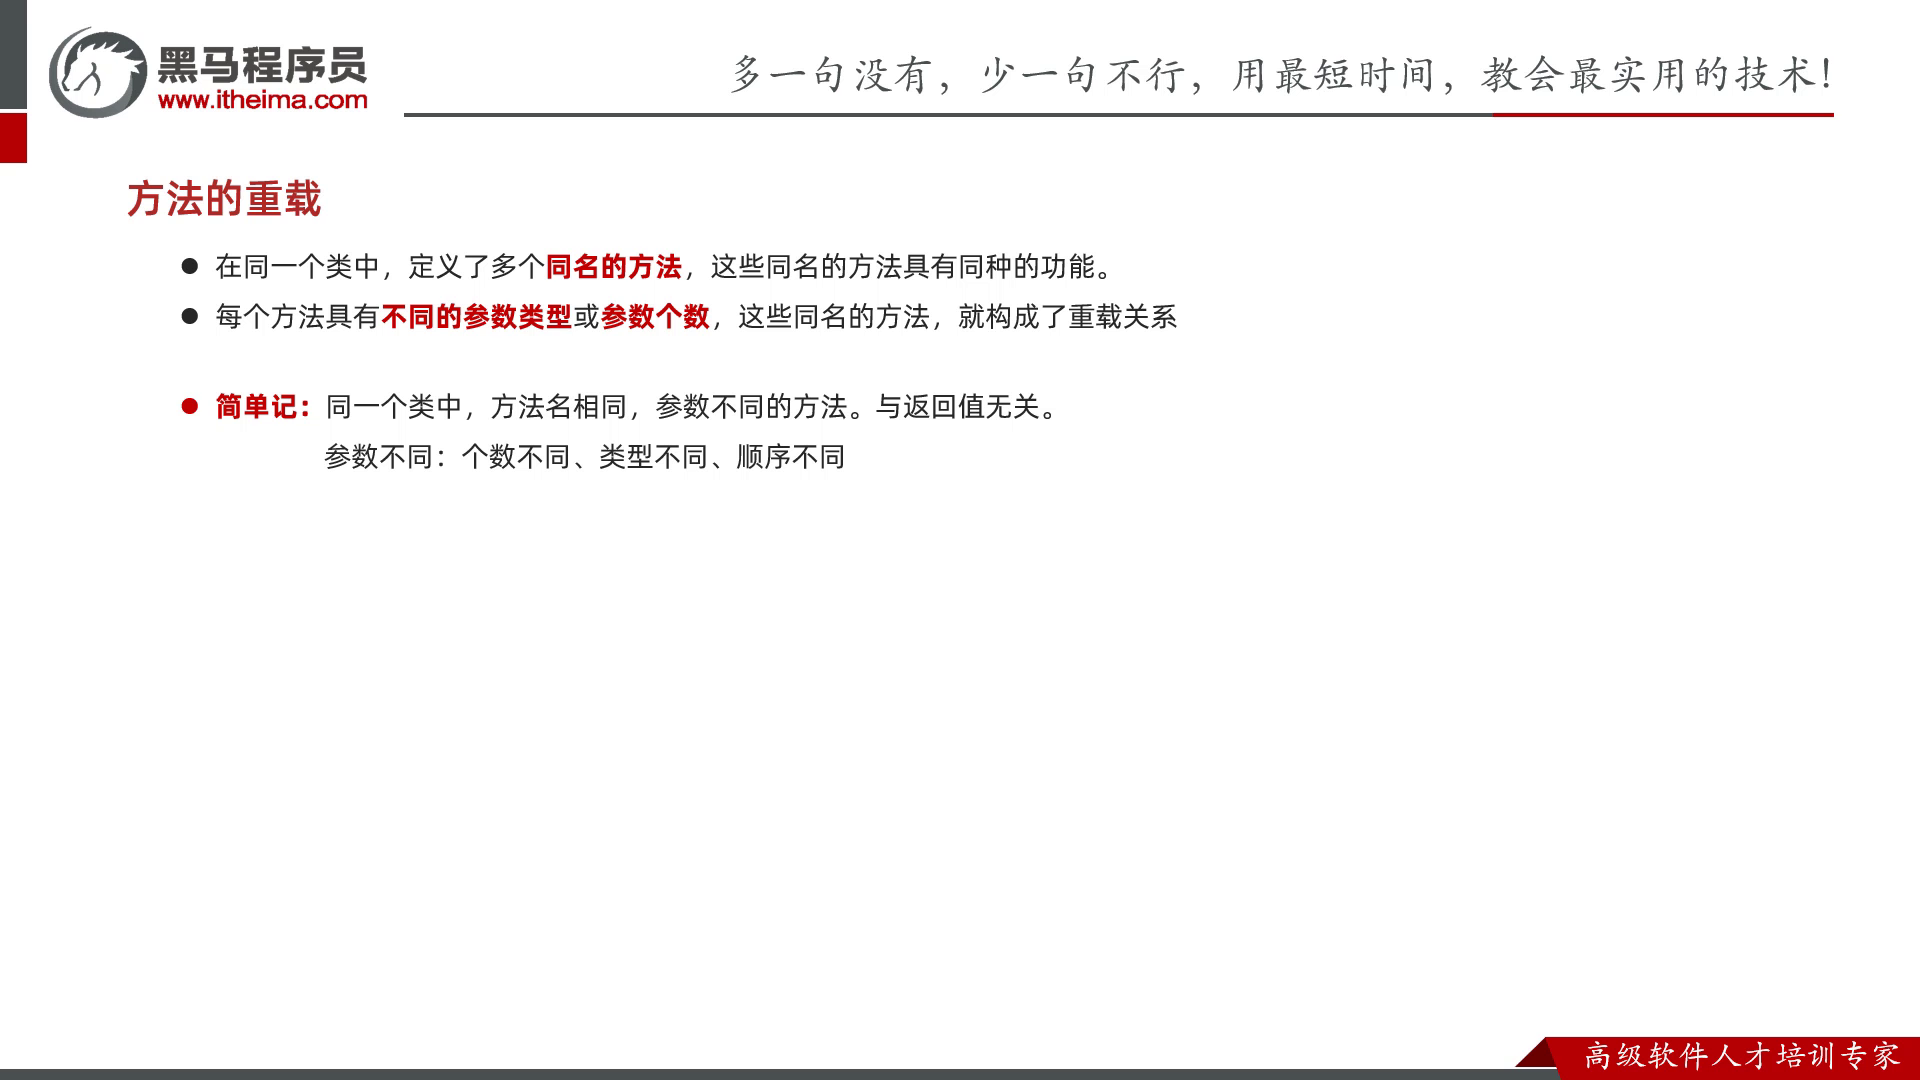 黑马程序员
www.itheima.com
多一句没有，少一句不行，用最短时间，教会最实用的技术！
方法的重载
● 在同一个类中，定义了多个同名的方法，这些同名的方法具有同种的功能。
● 每个方法具有不同的参数类型或参数个数，这些同名的方法，就构成了重载关系
● 简单记：同一个类中，方法名相同，参数不同的方法。与返回值无关。
参数不同：个数不同、类型不同、顺序不同
高级软件人才培训专家